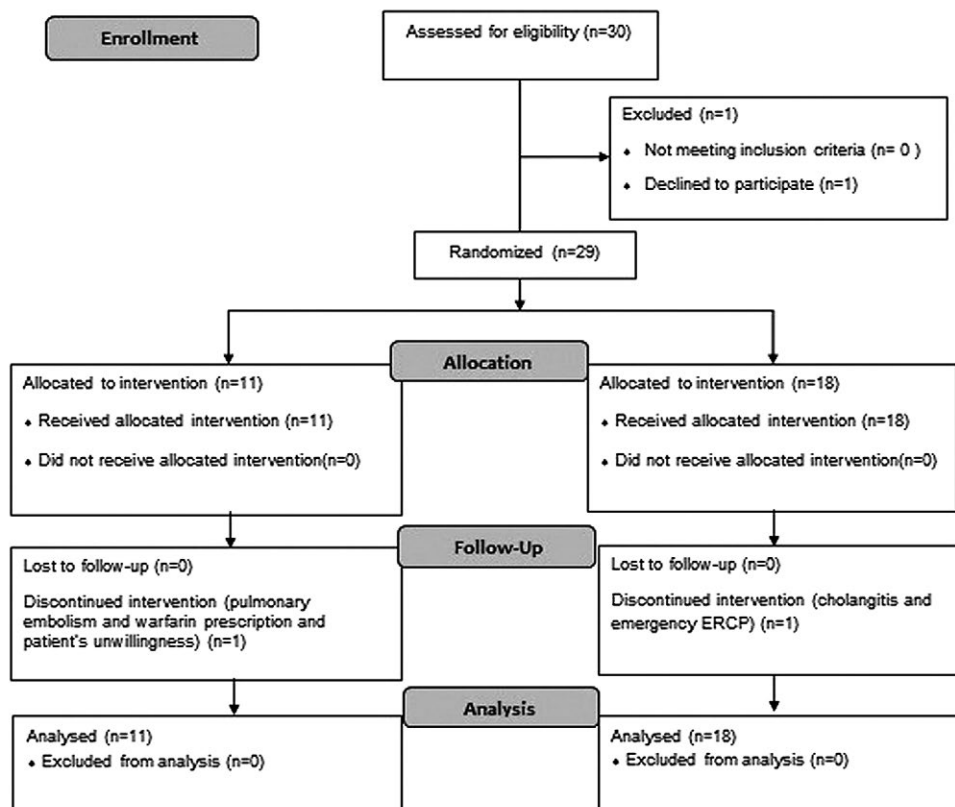 Enrollment
Assessed for eligibility (n=30)
Excluded (n=1)
⬥ Not meeting inclusion criteria (n= 0 )
⬥ Declined to participate (n=1)
Randomized (n=29)
Allocation
Allocated to intervention (n=11)
⬥ Received allocated intervention (n=11)
⬥ Did not receive allocated intervention(n=0)
Allocated to intervention (n=18)
⬥ Received allocated intervention (n=18)
⬥ Did not receive allocated intervention(n=0)
Follow-Up
Lost to follow-up (n=0)
Discontinued intervention (pulmonary
embolism and warfarin prescription and
patient's unwillingness) (n=1)
Lost to follow-up (n=0)
Discontinued intervention (cholangitis and
emergency ERCP) (n=1)
Analysis
Analysed (n=11)
⬥ Excluded from analysis (n=0)
Analysed (n=18)
⬥ Excluded from analysis (n=0)